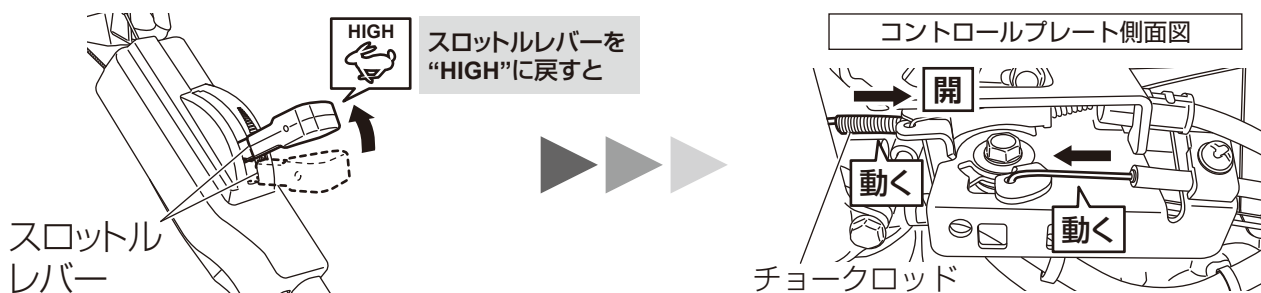 HIGH
スロットルレバーを
“HIGH”に戻すと
スロットル
レバー
コントロールプレート側面図
開
動く
動く
チョークロッド